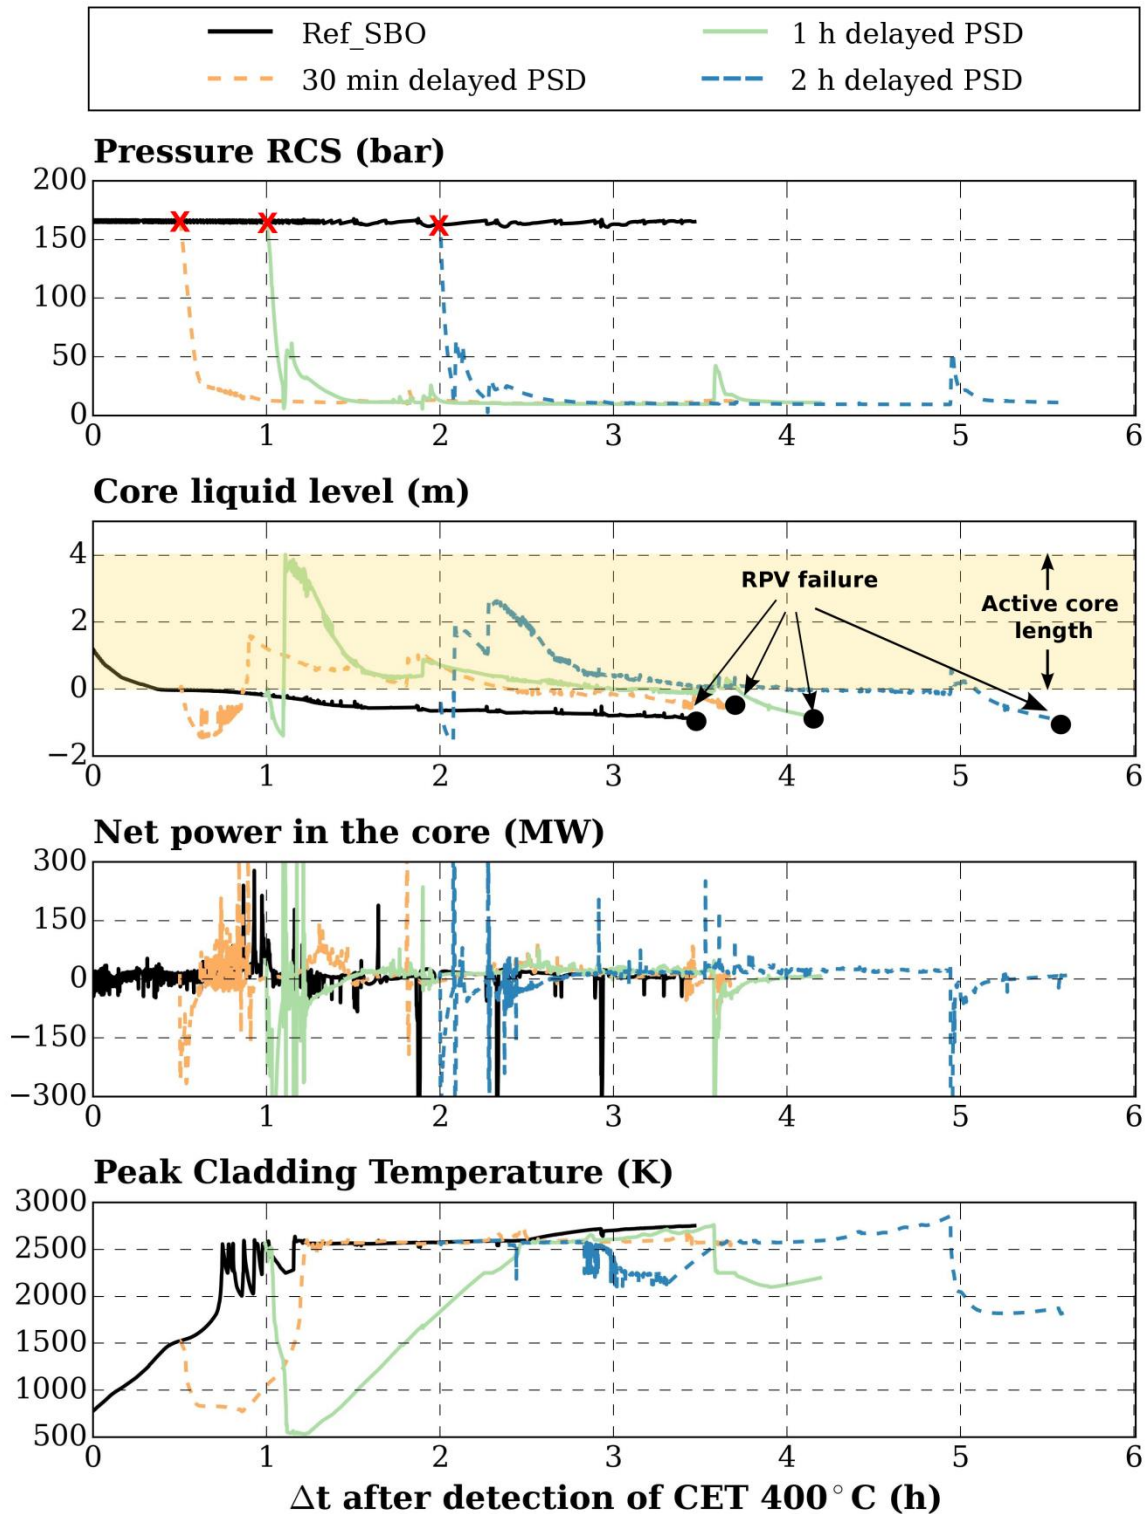 Ref_SBO 1 h delayed PSD
30 min delayed PSD 2 h delayed PSD
Pressure RCS (bar)
200
150
100
50
0
0 1 2 3 4 5 6
Core liquid level (m)
4
2
0
−2
RPV failure
Active core
length
0 1 2 3 4 5 6
Net power in the core (MW)
300
150
0
−150
−300
0 1 2 3 4 5 6
Peak Cladding Temperature (K)
3000
2500
2000
1500
1000
500
0 1 2 3 4 5 6
Δt after detection of CET 400°C (h)